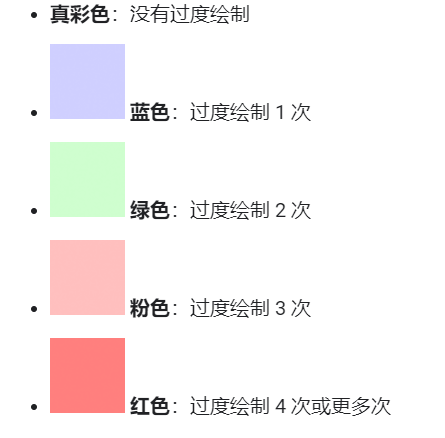 真彩色：没有过度绘制
蓝色：过度绘制 1 次
绿色：过度绘制 2 次
粉色：过度绘制 3 次
红色：过度绘制 4 次或更多次